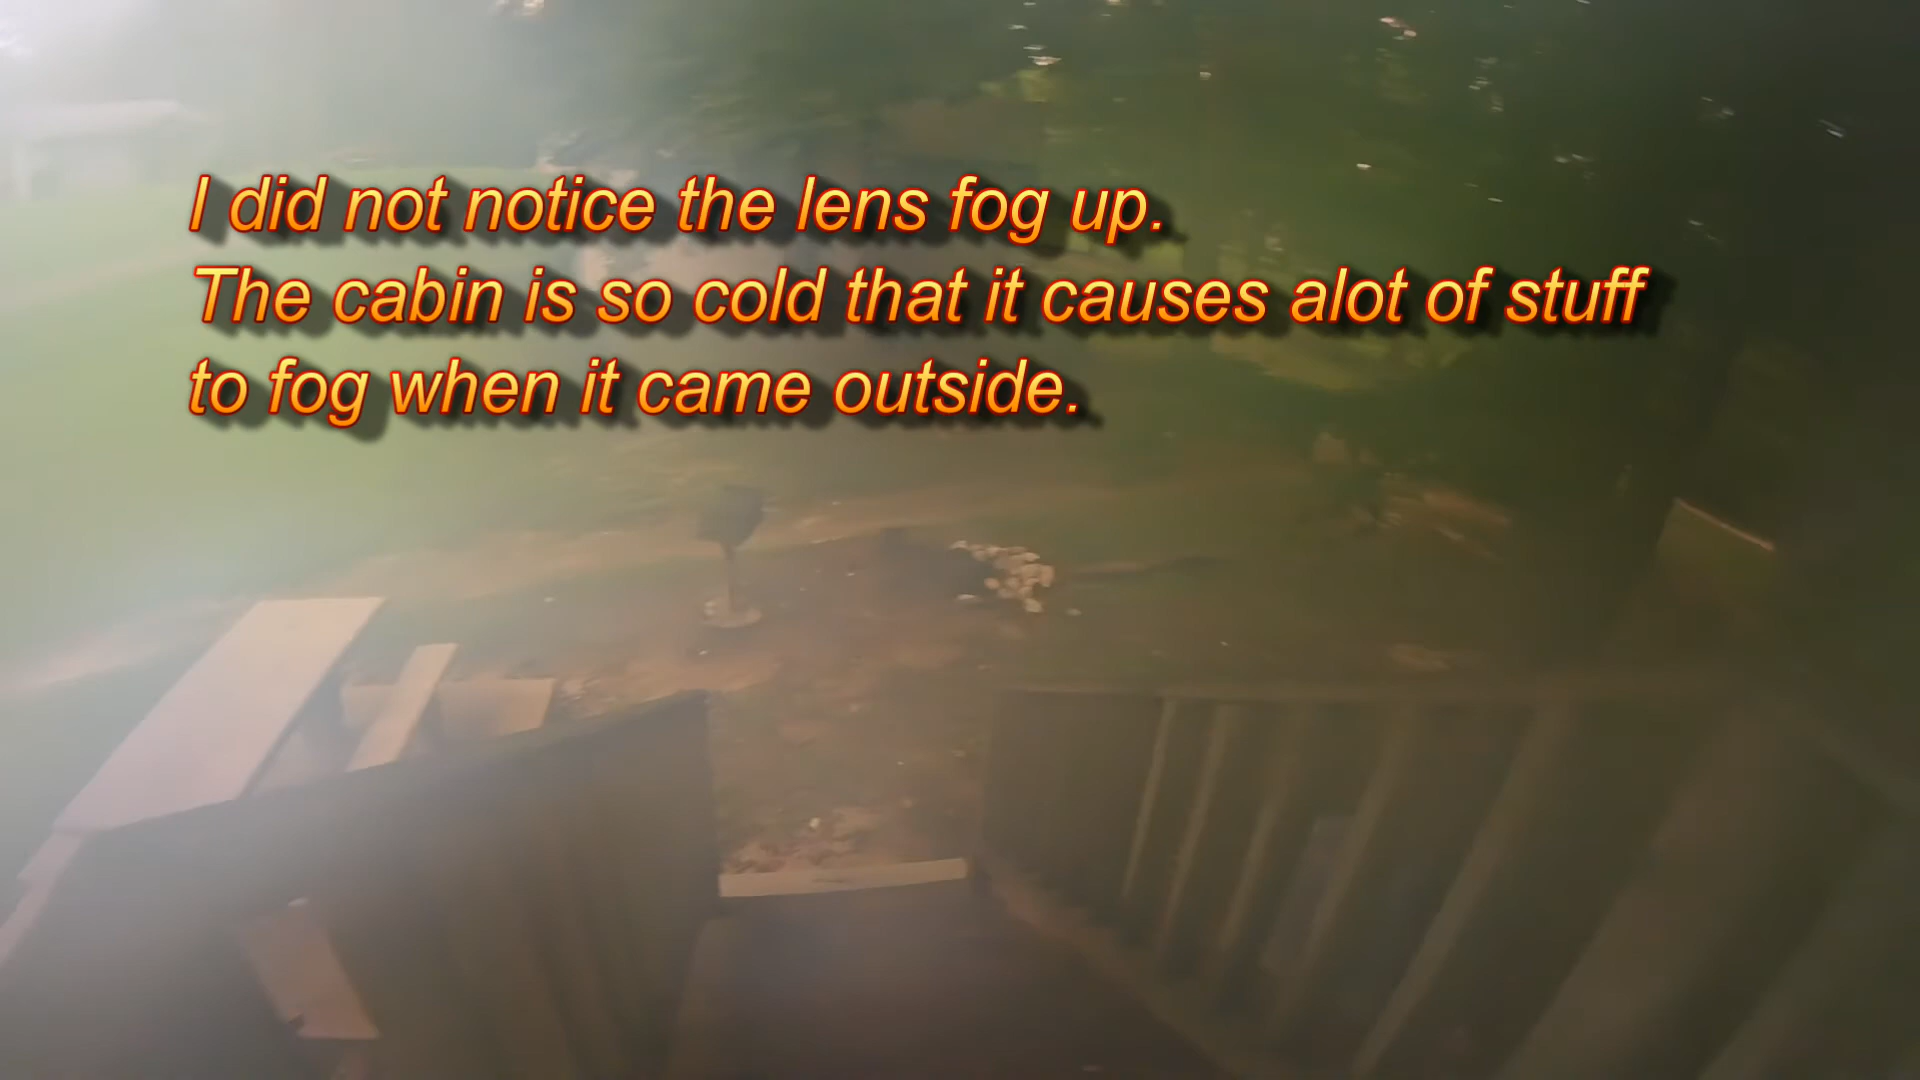 I did not notice the lens fog up.
The cabin is so cold that it causes alot of stuff
to fog when it came outside.